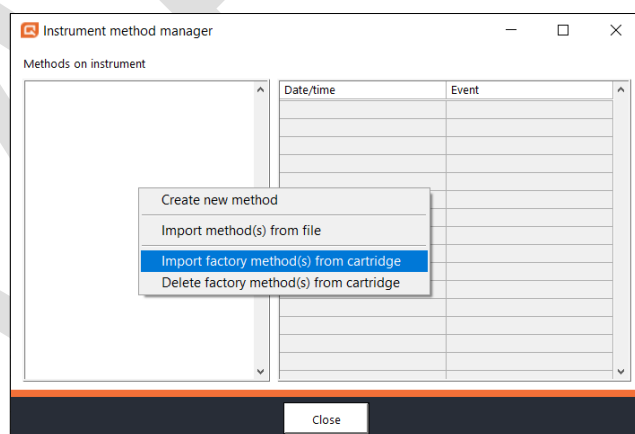 Instrument method manager
Methods on instrument
Date/time Event
Create new method
Import method(s) from file
Import factory method(s) from cartridge
Delete factory method(s) from cartridge
Close